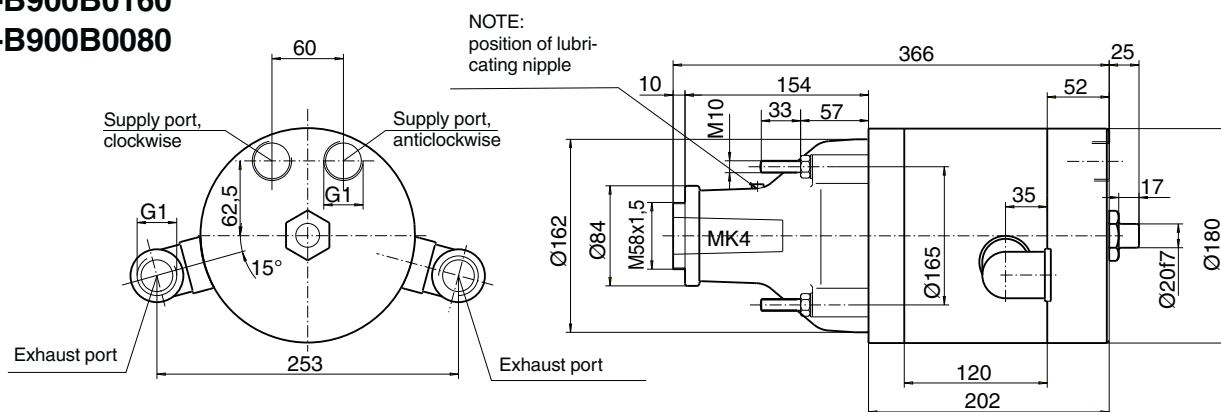 -B900B0160
-B900B0080
NOTE:
position of lubri-
cating nipple
60
Supply port,
clockwise
Supply port,
anticlockwise
G1
62,5
G1
15°
Exhaust port
253
Exhaust port
366
25
10
154
52
33
57
M10
17
35
Ø162
Ø84
M58x1,5
MK4
Ø165
Ø20f7
Ø180
120
202